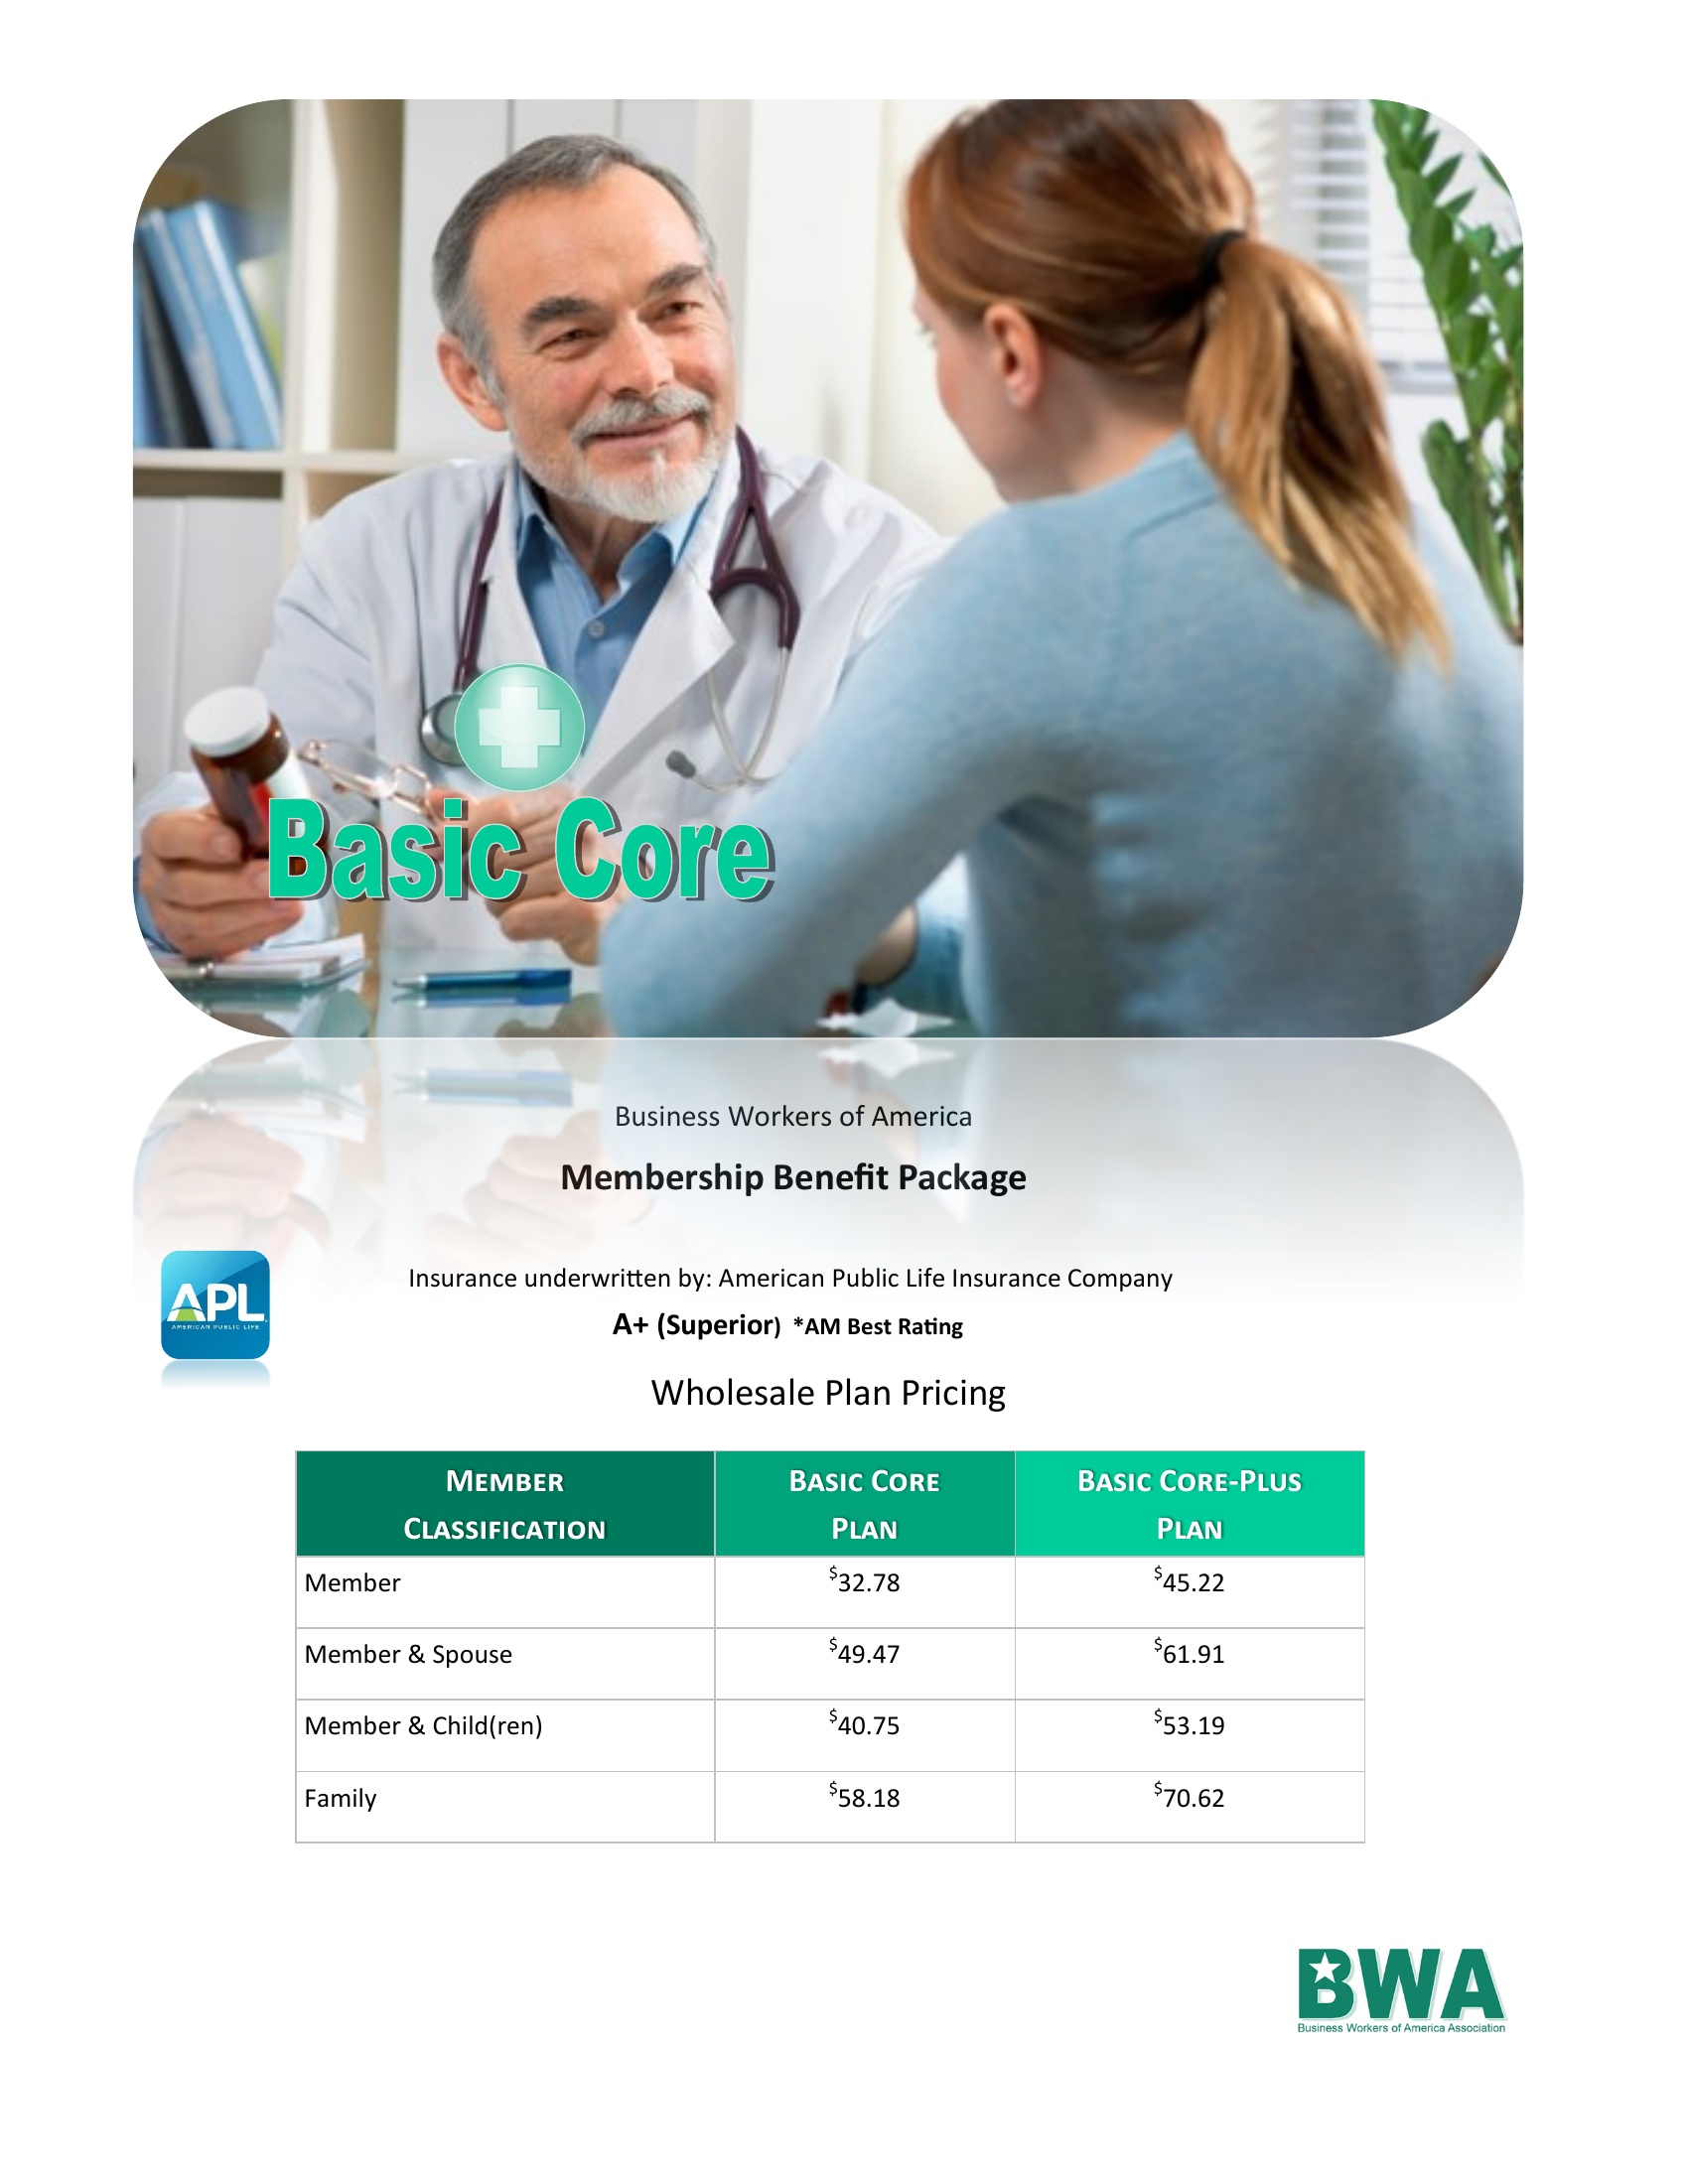 Basic Core
Business Workers of America
Membership Benefit Package
APL
AMERICAN PUBLIC LIFE
Insurance underwritten by: American Public Life Insurance Company
A+ (Superior) *AM Best Rating
Wholesale Plan Pricing
MEMBER CLASSIFICATION BASIC CORE PLAN BASIC CORE-PLUS PLAN
Member $32.78 $45.22
Member & Spouse $49.47 $61.91
Member & Child(ren) $40.75 $53.19
Family $58.18 $70.62
BWA
Business Workers of America Association